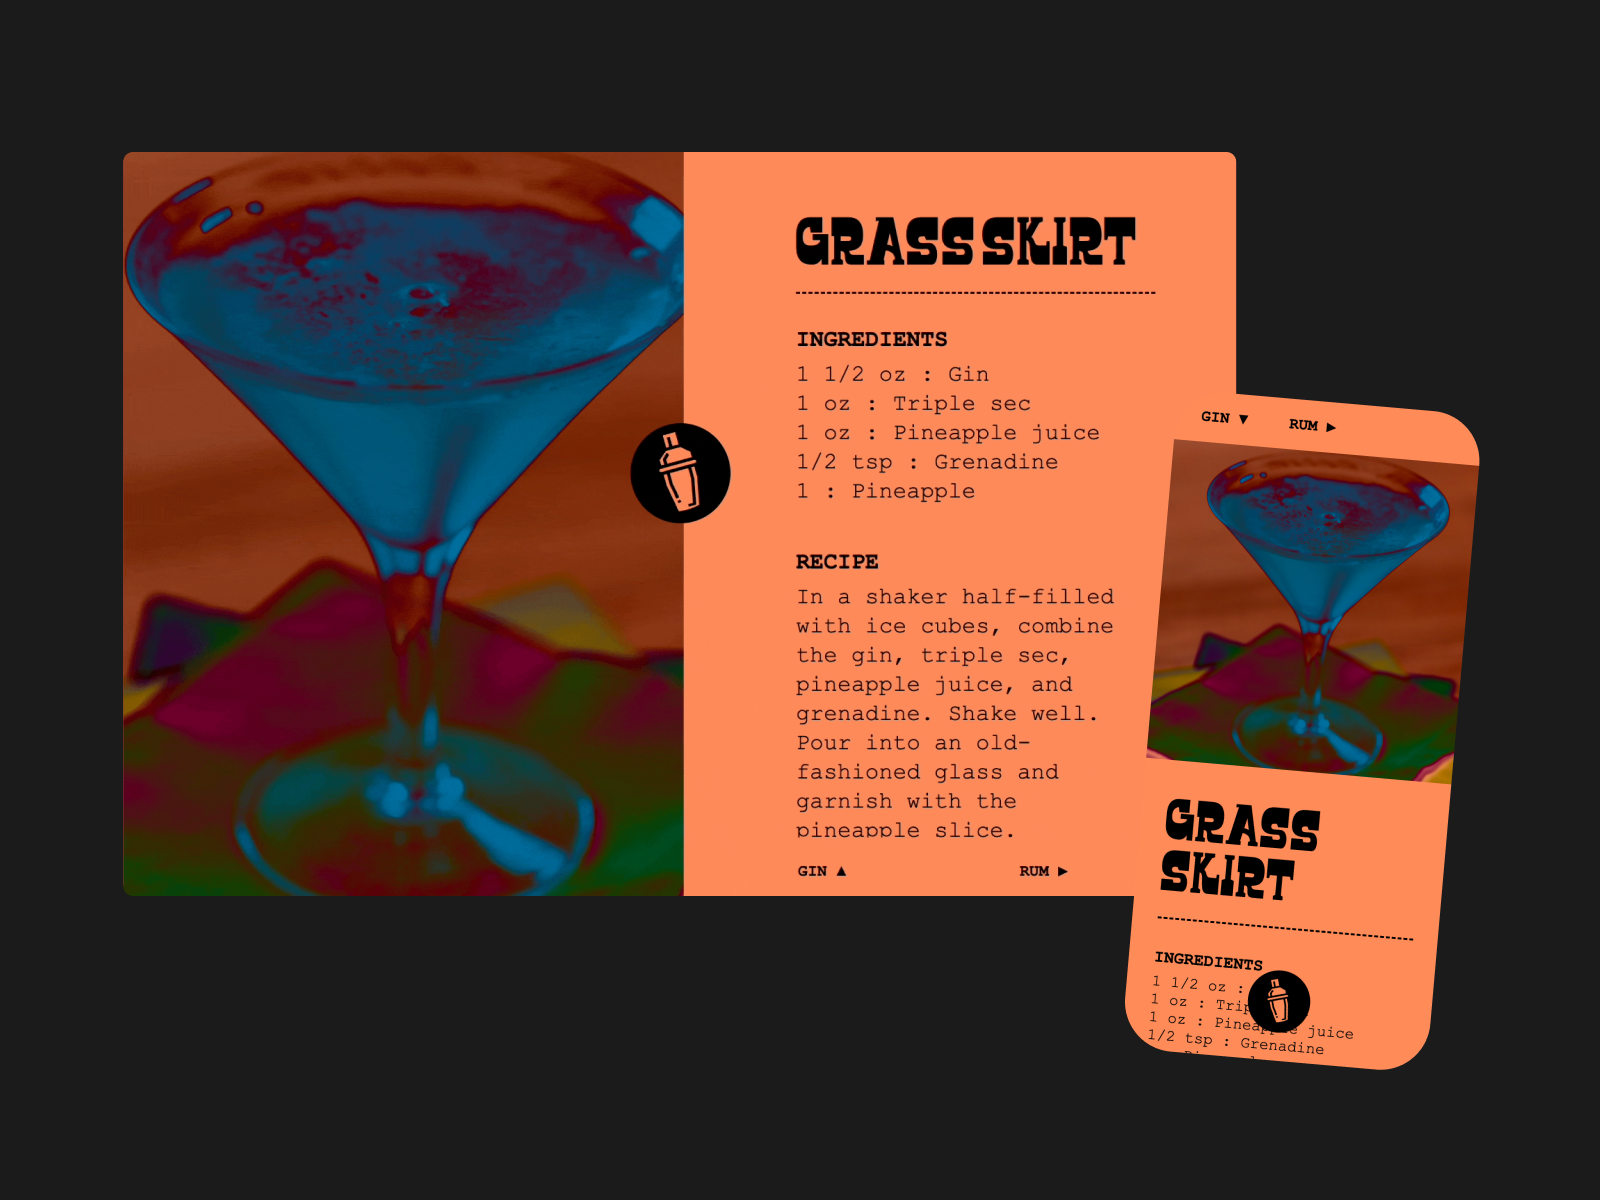 GRASS SKIRT
INGREDIENTS
1 1/2 oz : Gin
1 oz : Triple sec
1 oz : Pineapple juice
1/2 tsp : Grenadine
1 : Pineapple
RECIPE
In a shaker half-filled
with ice cubes, combine
the gin, triple sec,
pineapple juice, and
grenadine. Shake well.
Pour into an old-
fashioned glass and
garnish with the
pineapple slice.
GIN ▲ RUM ▶
GIN ▼ RUM ▶
GRASS
SKIRT
INGREDIENTS
1 1/2 oz :
1 oz :
1 oz : juice
1/2 tsp : Grenadine